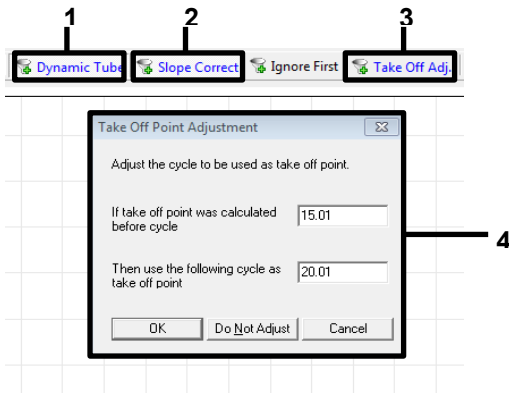 1 2 3
Dynamic Tube Slope Correct Ignore First Take Off Adj.
Take Off Point Adjustment
Adjust the cycle to be used as take off point.
If take off point was calculated
before cycle
15.01
4
Then use the following cycle as
take off point
20.01
OK Do Not Adjust Cancel